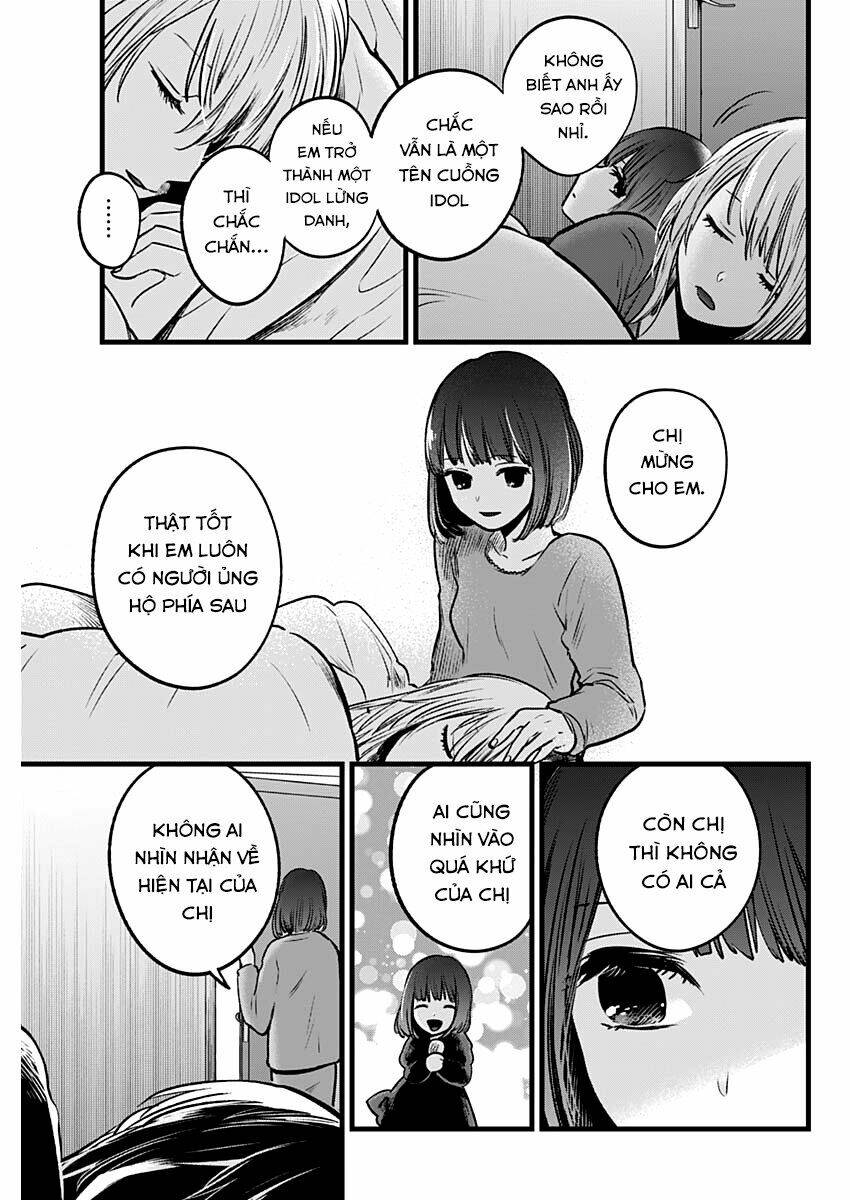 KHÔNG
BIẾT ANH ẤY
SAO RỒI
NHỈ.
CHẮC
VẪN LÀ MỘT
TÊN CUỒNG
IDOL
NẾU
EM TRỞ
THÀNH MỘT
IDOL LỪNG
DANH,
THÌ
CHẮC
CHẮN...
......
CHỊ
MỪNG
CHO EM.
THẬT TỐT
KHI EM LUÔN
CÓ NGƯỜI ỦNG
HỘ PHÍA SAU
CÒN CHỊ
THÌ KHÔNG
CÓ AI CẢ
AI CŨNG
NHÌN VÀO
QUÁ KHỨ
CỦA CHỊ
KHÔNG AI
NHÌN NHẬN VỀ
HIỆN TẠI CỦA
CHỊ